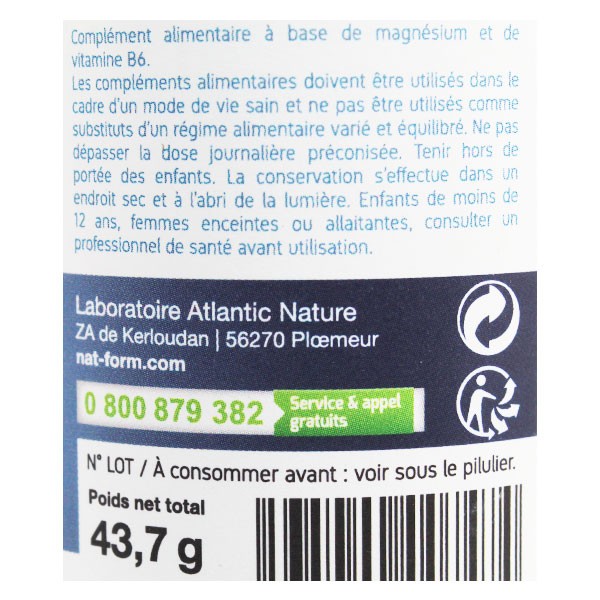 Complément alimentaire à base de magnésium et de
vitamine B6.
Les compléments alimentaires doivent être utilisés dans le
cadre d'un mode de vie sain et ne pas être utilisés comme
substituts d'un régime alimentaire varié et équilibré. Ne pas
dépasser la dose journalière préconisée. Tenir hors de
portée des enfants. La conservation s'effectue dans un
endroit sec et à l'abri de la lumière. Enfants de moins de
12 ans, femmes enceintes ou allaitantes, consulter un
professionnel de santé avant utilisation.
Laboratoire Atlantic Nature
ZA de Kerloudan | 56270 Plœmeur
nat-form.com
0 800 879 382
Service & appel
gratuits
N° LOT / À consommer avant : voir sous le pilulier.
Poids net total
43,7 g